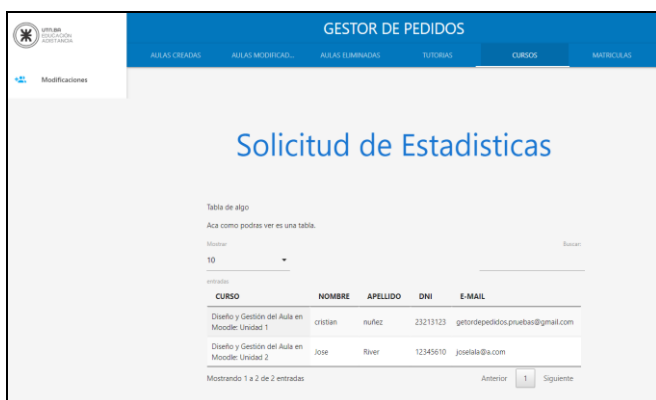 UTN.BA
EDUCACIÓN
A DISTANCIA
GESTOR DE PEDIDOS
AULAS CREADAS AULAS MODIFICAD... AULAS ELIMINADAS TUTORIAS CURSOS MATRICULAS
Modificaciones
Solicitud de Estadisticas
Tabla de algo
Aca como podras ver es una tabla.
Mostrar Buscar:
10
entradas
CURSO NOMBRE APELLIDO DNI E-MAIL
Diseño y Gestión del Aula en
Moodle: Unidad 1 cristian nuñez 23213123 getordepedidos.pruebas@gmail.com
Diseño y Gestión del Aula en
Moodle: Unidad 2 Jose River 12345610 joselala@a.com
Mostrando 1 a 2 de 2 entradas Anterior 1 Siguiente